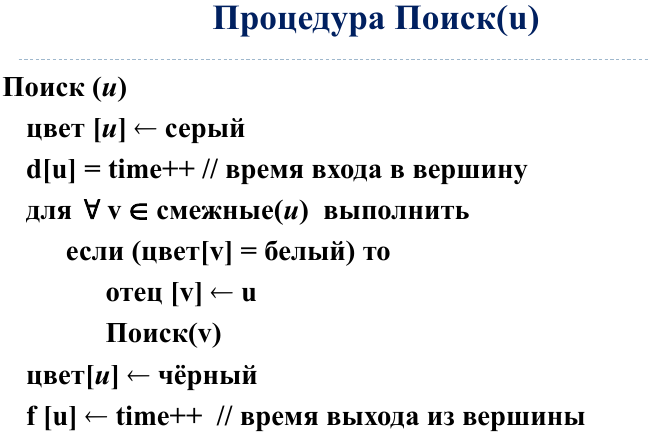 Процедура Поиск(u)
Поиск (u)
цвет [u] ← серый
d[u] = time++ // время входа в вершину
для ∀ v ∈ смежные(u) выполнить
если (цвет[v] = белый) то
отец [v] ← u
Поиск(v)
цвет[u] ← чёрный
f [u] ← time++ // время выхода из вершины